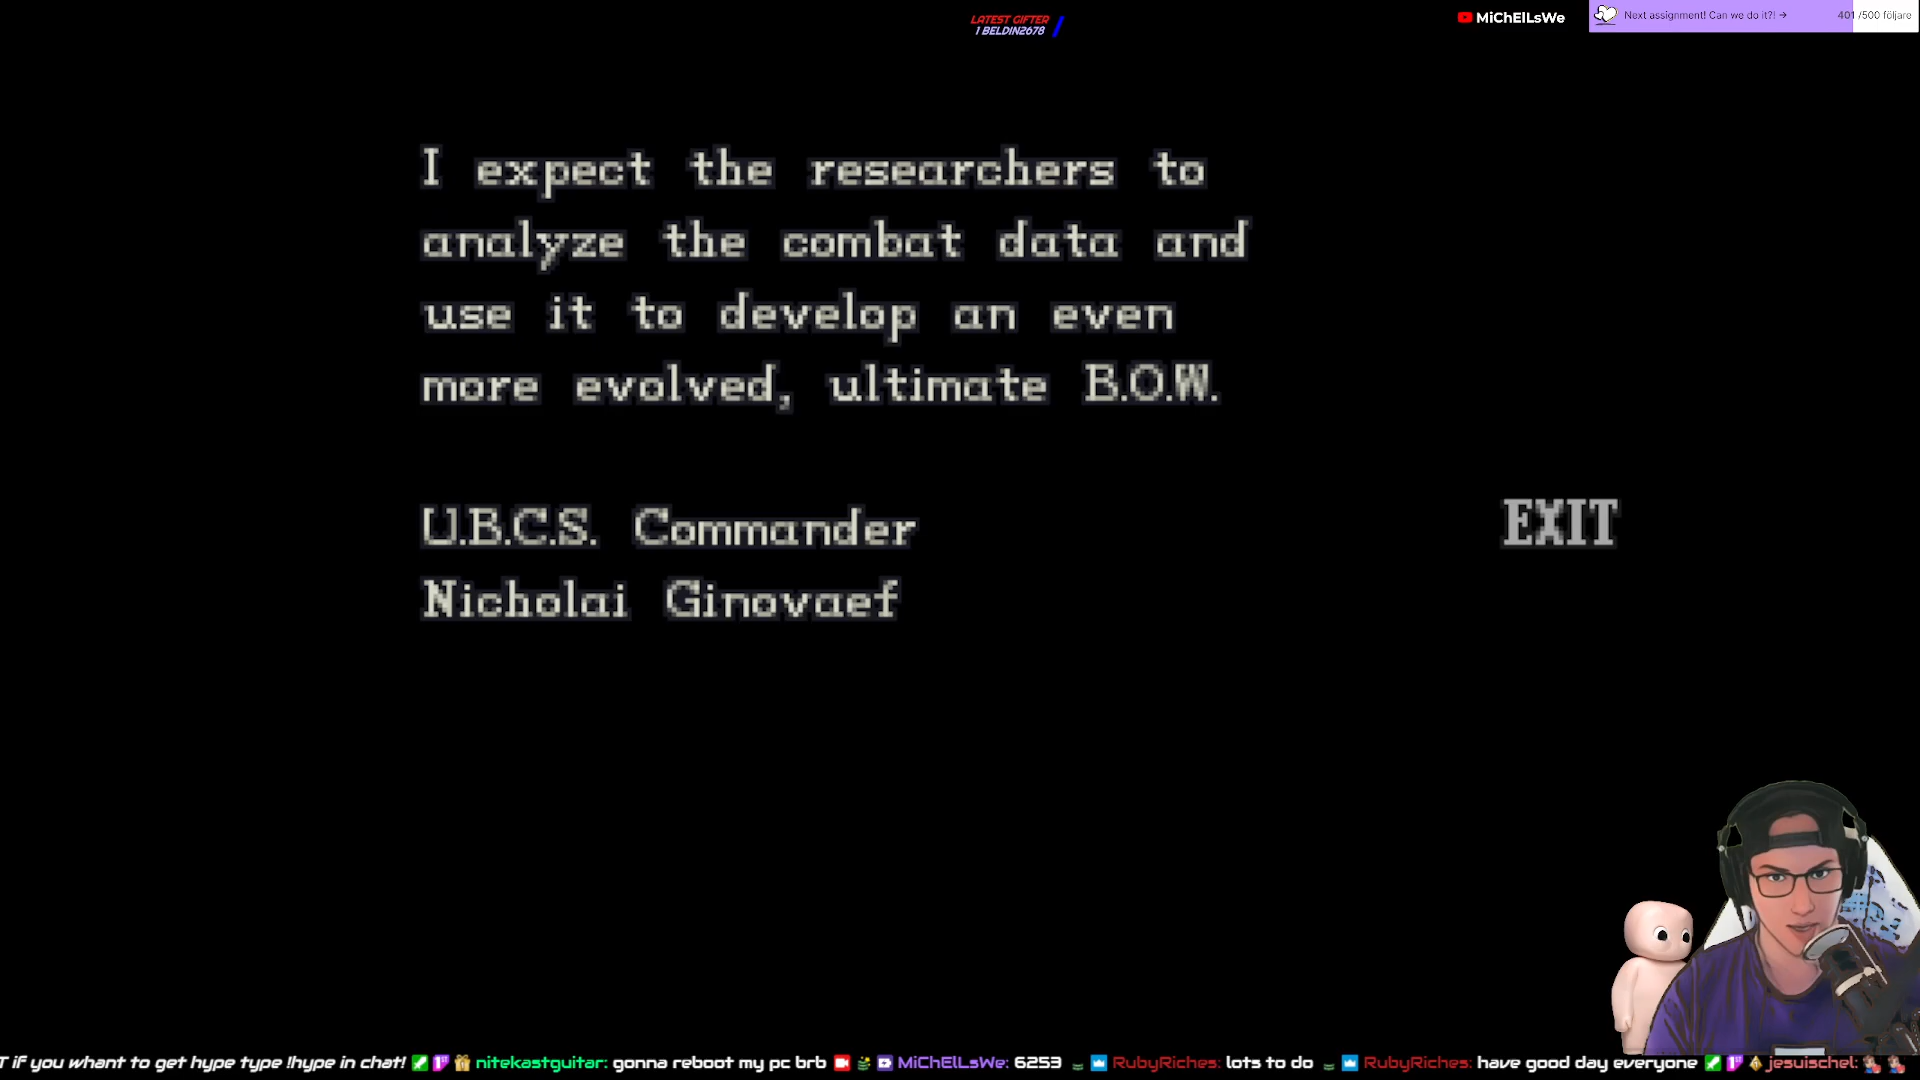 LATEST GIFTER
1 BELDIN2678
MiChElLsWe
Next assignment! Can we do it?! →
401 /500 följare
I expect the researchers to
analyze the combat data and
use it to develop an even
more evolved, ultimate B.O.W.
U.B.C.S. Commander
Nicholai Ginovaef
EXIT
T if you whant to get hype type !hype in chat! nitekastguitar: gonna reboot my pc brb MiChElLsWe: 6253 RubyRiches: lots to do RubyRiches: have good day everyone jesuischel: